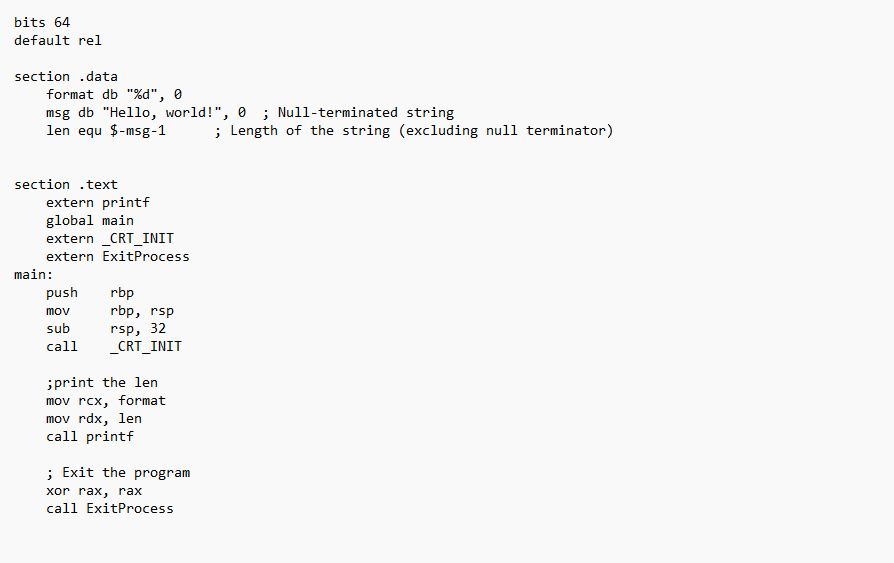 bits 64
default rel

section .data
    format db "%d", 0
    msg db "Hello, world!", 0  ; Null-terminated string
    len equ $-msg-1      ; Length of the string (excluding null terminator)


section .text
    extern printf
    global main
    extern _CRT_INIT
    extern ExitProcess
main:
    push    rbp
    mov     rbp, rsp
    sub     rsp, 32
    call    _CRT_INIT

    ;print the len
    mov rcx, format
    mov rdx, len
    call printf

    ; Exit the program
    xor rax, rax
    call ExitProcess